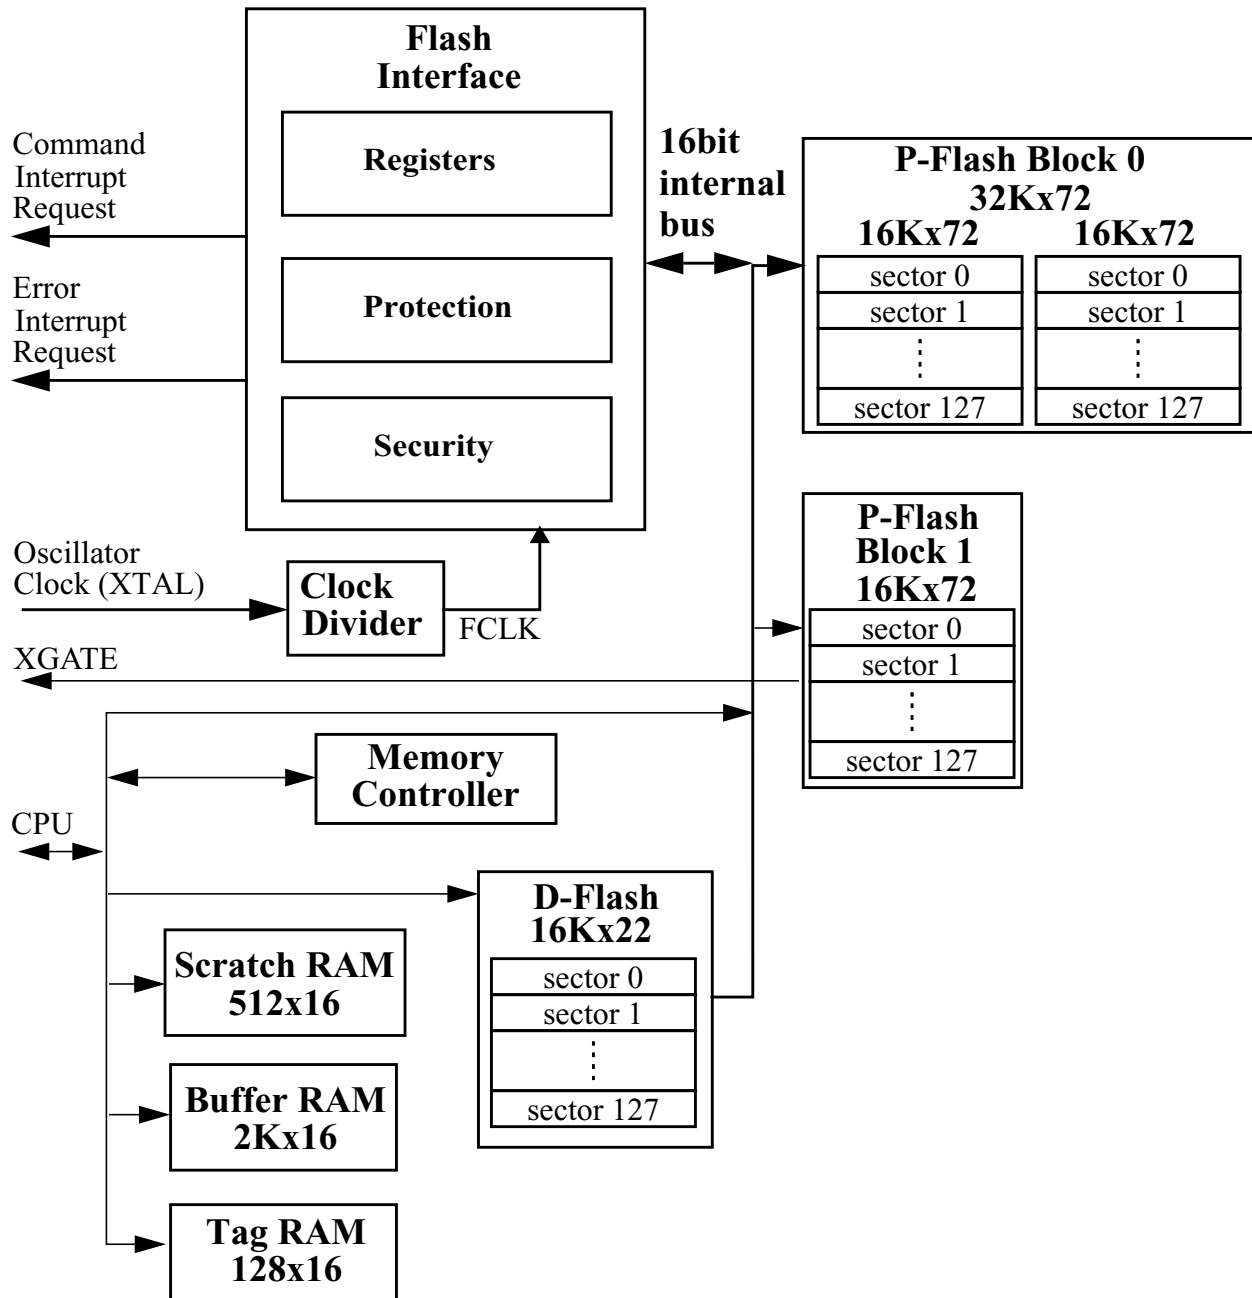 Flash
Interface
Registers
Protection
Security
Command
Interrupt
Request
Error
Interrupt
Request
16bit
internal
bus
P-Flash Block 0
32Kx72
16Kx72
16Kx72
sector 0
sector 0
sector 1
sector 1
sector 127
sector 127
P-Flash
Block 1
16Kx72
sector 0
sector 1
sector 127
Oscillator
Clock (XTAL)
Clock
Divider
FCLK
XGATE
Memory
Controller
CPU
D-Flash
16Kx22
sector 0
sector 1
sector 127
Scratch RAM
512x16
Buffer RAM
2Kx16
Tag RAM
128x16